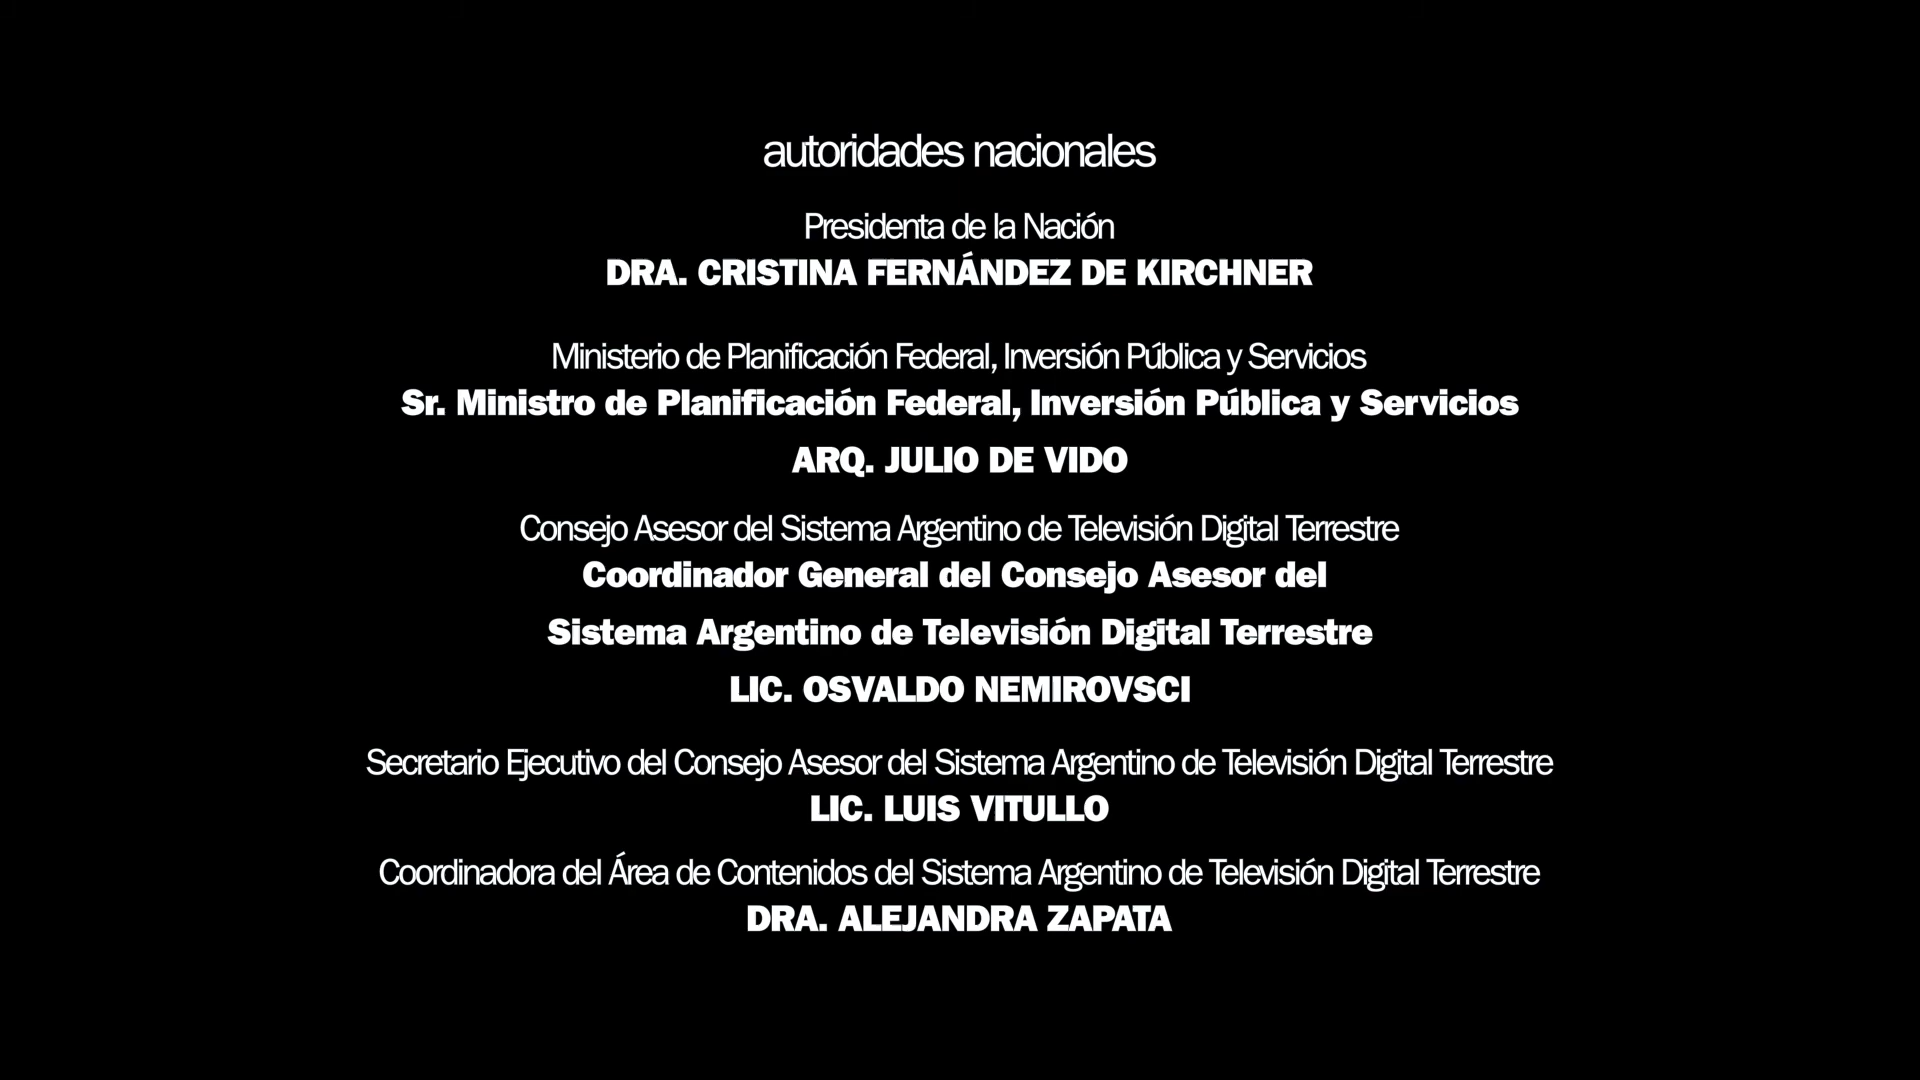 autoridades nacionales
Presidenta de la Nación
DRA. CRISTINA FERNÁNDEZ DE KIRCHNER
Ministerio de Planificación Federal, Inversión Pública y Servicios
Sr. Ministro de Planificación Federal, Inversión Pública y Servicios
ARQ. JULIO DE VIDO
Consejo Asesor del Sistema Argentino de Televisión Digital Terrestre
Coordinador General del Consejo Asesor del
Sistema Argentino de Televisión Digital Terrestre
LIC. OSVALDO NEMIROVSCI
Secretario Ejecutivo del Consejo Asesor del Sistema Argentino de Televisión Digital Terrestre
LIC. LUIS VITULLO
Coordinadora del Área de Contenidos del Sistema Argentino de Televisión Digital Terrestre
DRA. ALEJANDRA ZAPATA